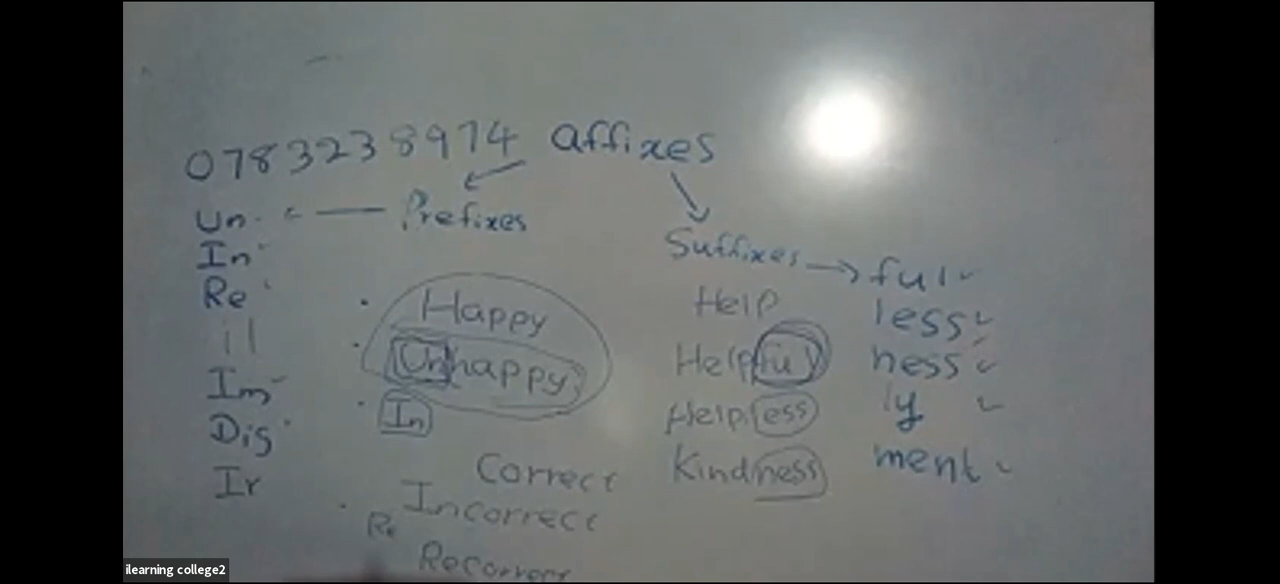 0783238974 affixes
Un - Prefixes
Suffixes → ful
In
Help
less
Re
Happy
Helpful
ness
Il
Unhappy
Helpless
ly
Im
In
Kindness
ment
Dis
Correct
Ir
Incorrect
Re
ilearning college2